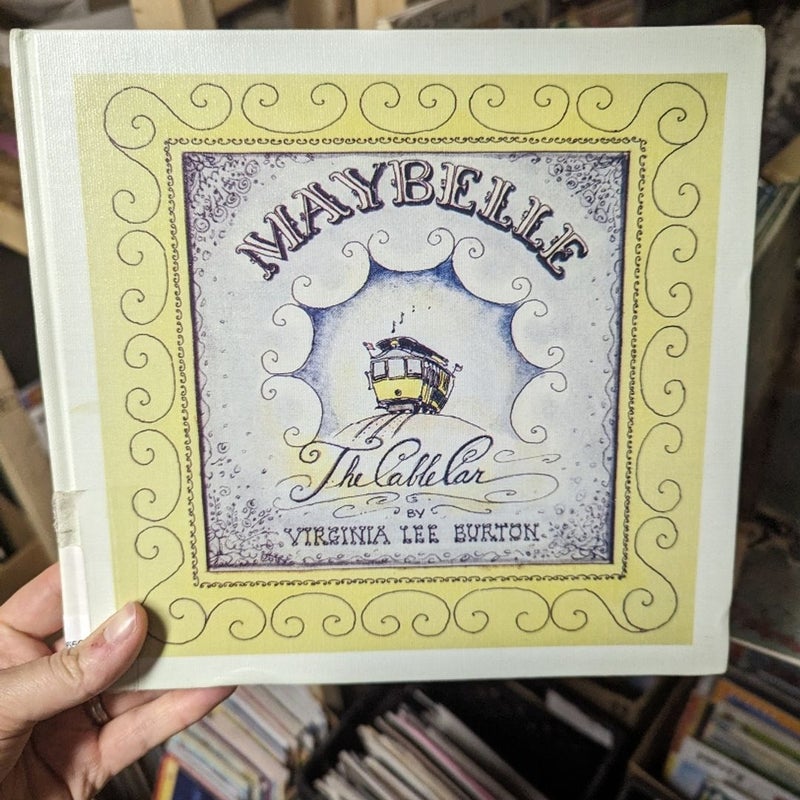 MAYBELLE
The Cable Car
BY
VIRGINIA LEE BURTON